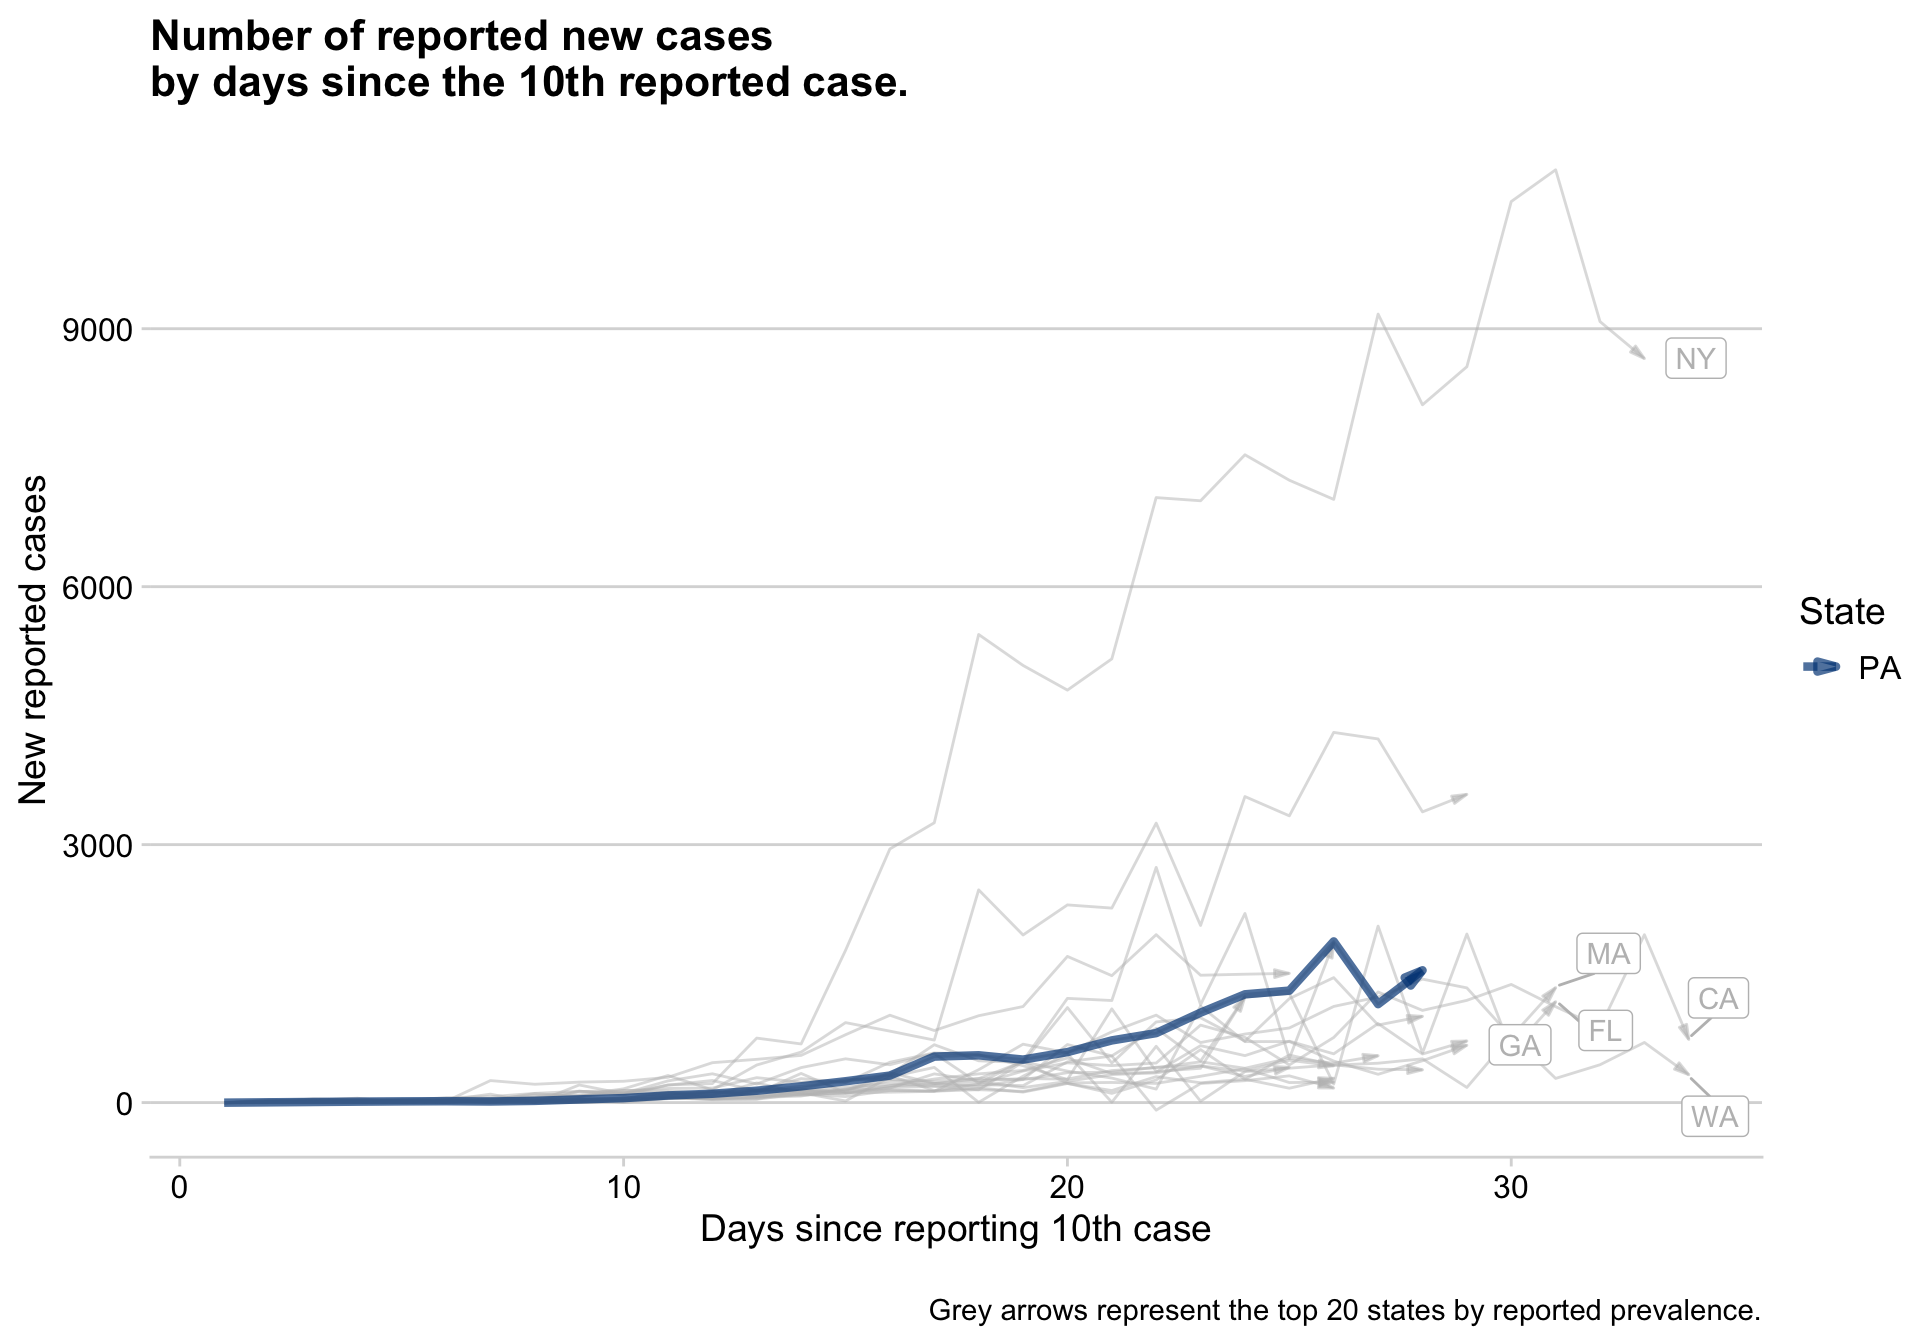 Number of reported new cases
by days since the 10th reported case.
New reported cases
9000
6000
3000
0
0
10
20
30
Days since reporting 10th case
NY
MA
CA
FL
GA
WA
State
PA
Grey arrows represent the top 20 states by reported prevalence.